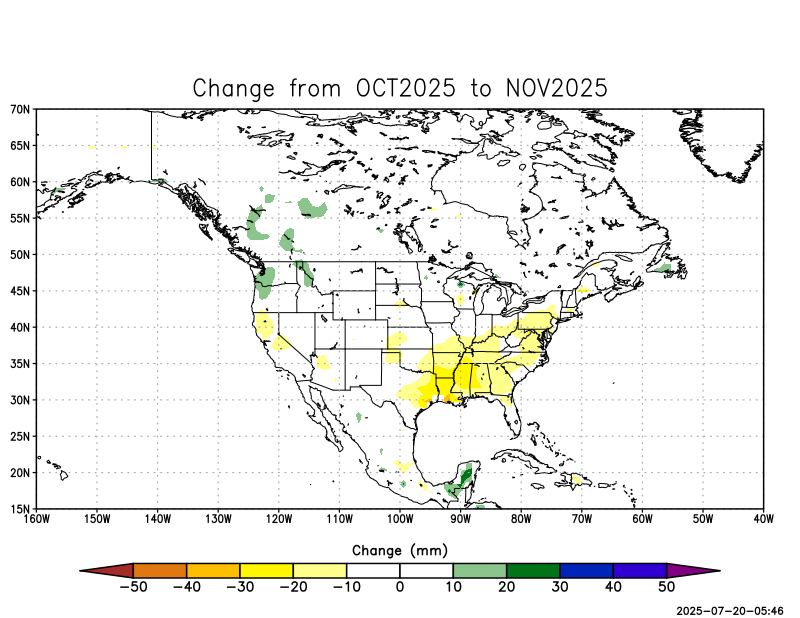 Change from OCT2025 to NOV2025
70N
65N
60N
55N
50N
45N
40N
35N
30N
25N
20N
15N
160W 150W 140W 130W 120W 110W 100W 90W 80W 70W 60W 50W 40W
Change (mm)
−50 −40 −30 −20 −10 0 10 20 30 40 50
2025-07-20-05:46